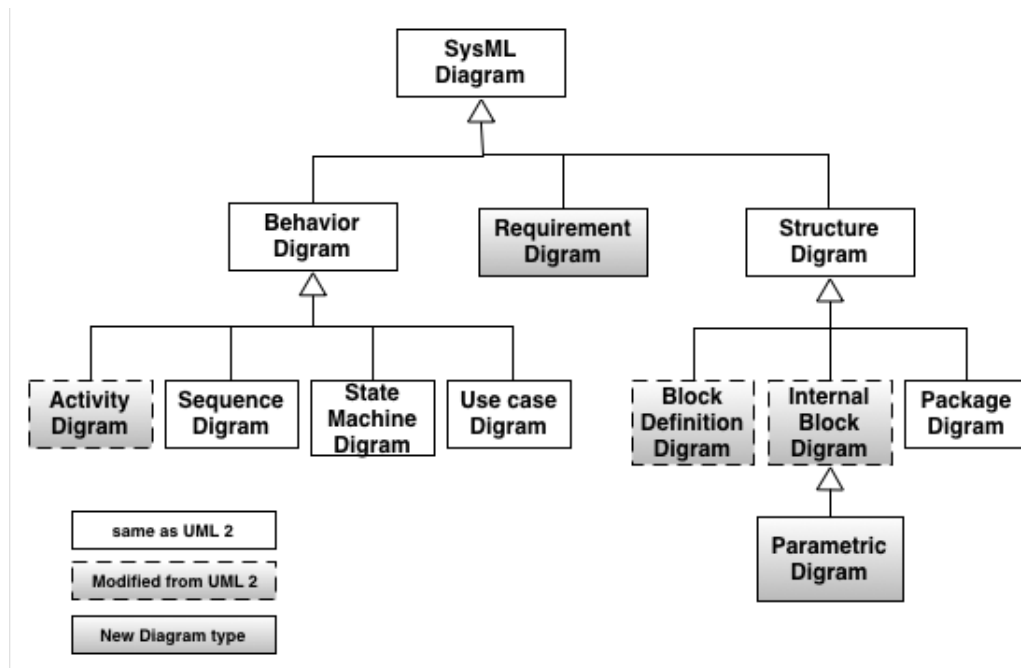 SysML
Diagram
Behavior
Digram
Requirement
Digram
Structure
Digram
Activity
Digram
Sequence
Digram
State
Machine
Digram
Use case
Digram
Block
Definition
Digram
Internal
Block
Digram
Package
Digram
Parametric
Digram
same as UML 2
Modified from UML 2
New Diagram type